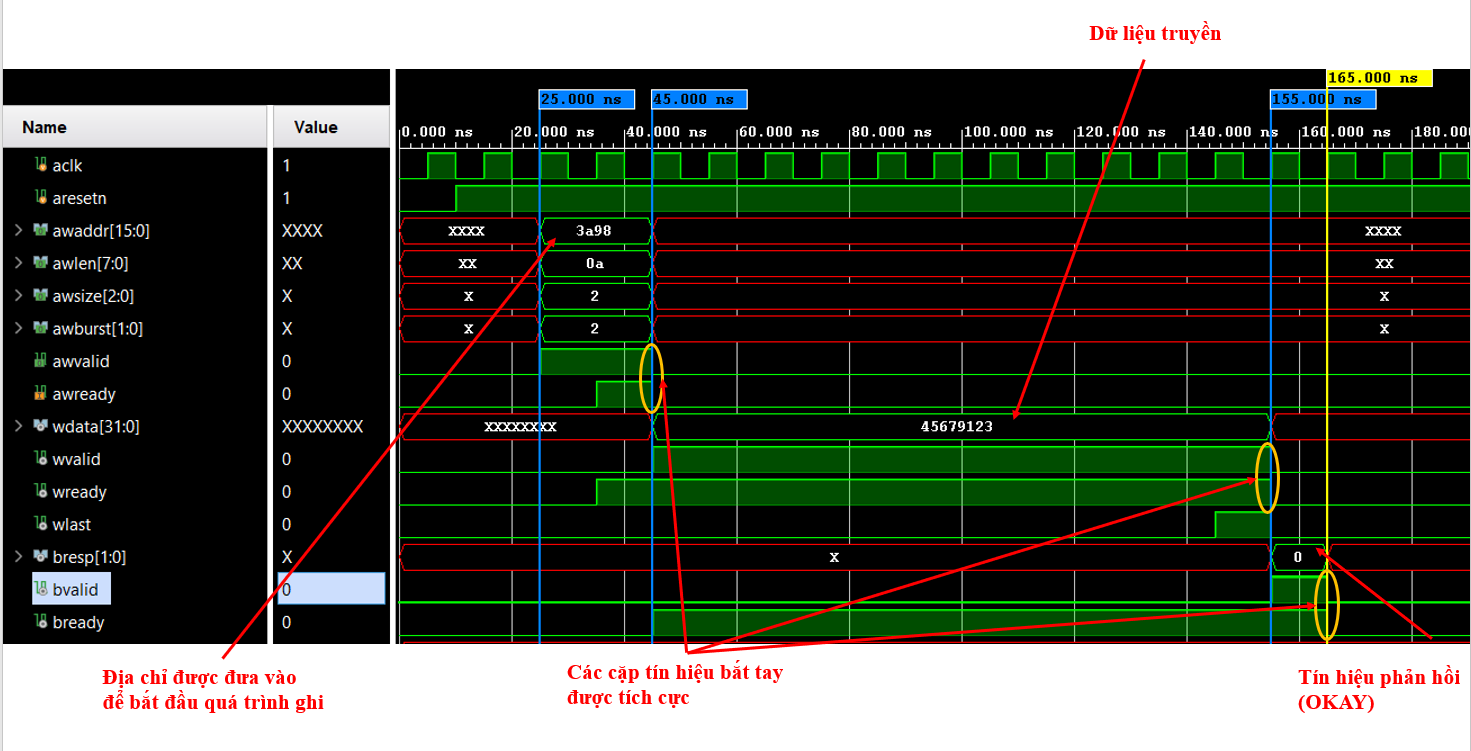 Dữ liệu truyền
165.000 ns
25.000 ns 45.000 ns 155.000 ns
Name Value
0.000 ns 20.000 ns 40.000 ns 60.000 ns 80.000 ns 100.000 ns 120.000 ns 140.000 ns 160.000 ns 180.00
aclk 1
aresetn 1
awaddr[15:0] XXXX XXXX 3a98 XXXX
awlen[7:0] XX XX 0a XX
awsize[2:0] X X 2 X
awburst[1:0] X X 2 X
awvalid 0
awready 0
wdata[31:0] XXXXXXXX XXXXXXXX 45679123
wvalid 0
wready 0
wlast 0
bresp[1:0] X X 0
bvalid 0
bready 0
Địa chỉ được đưa vào
để bắt đầu quá trình ghi
Các cặp tín hiệu bắt tay
được tích cực
Tín hiệu phản hồi
(OKAY)